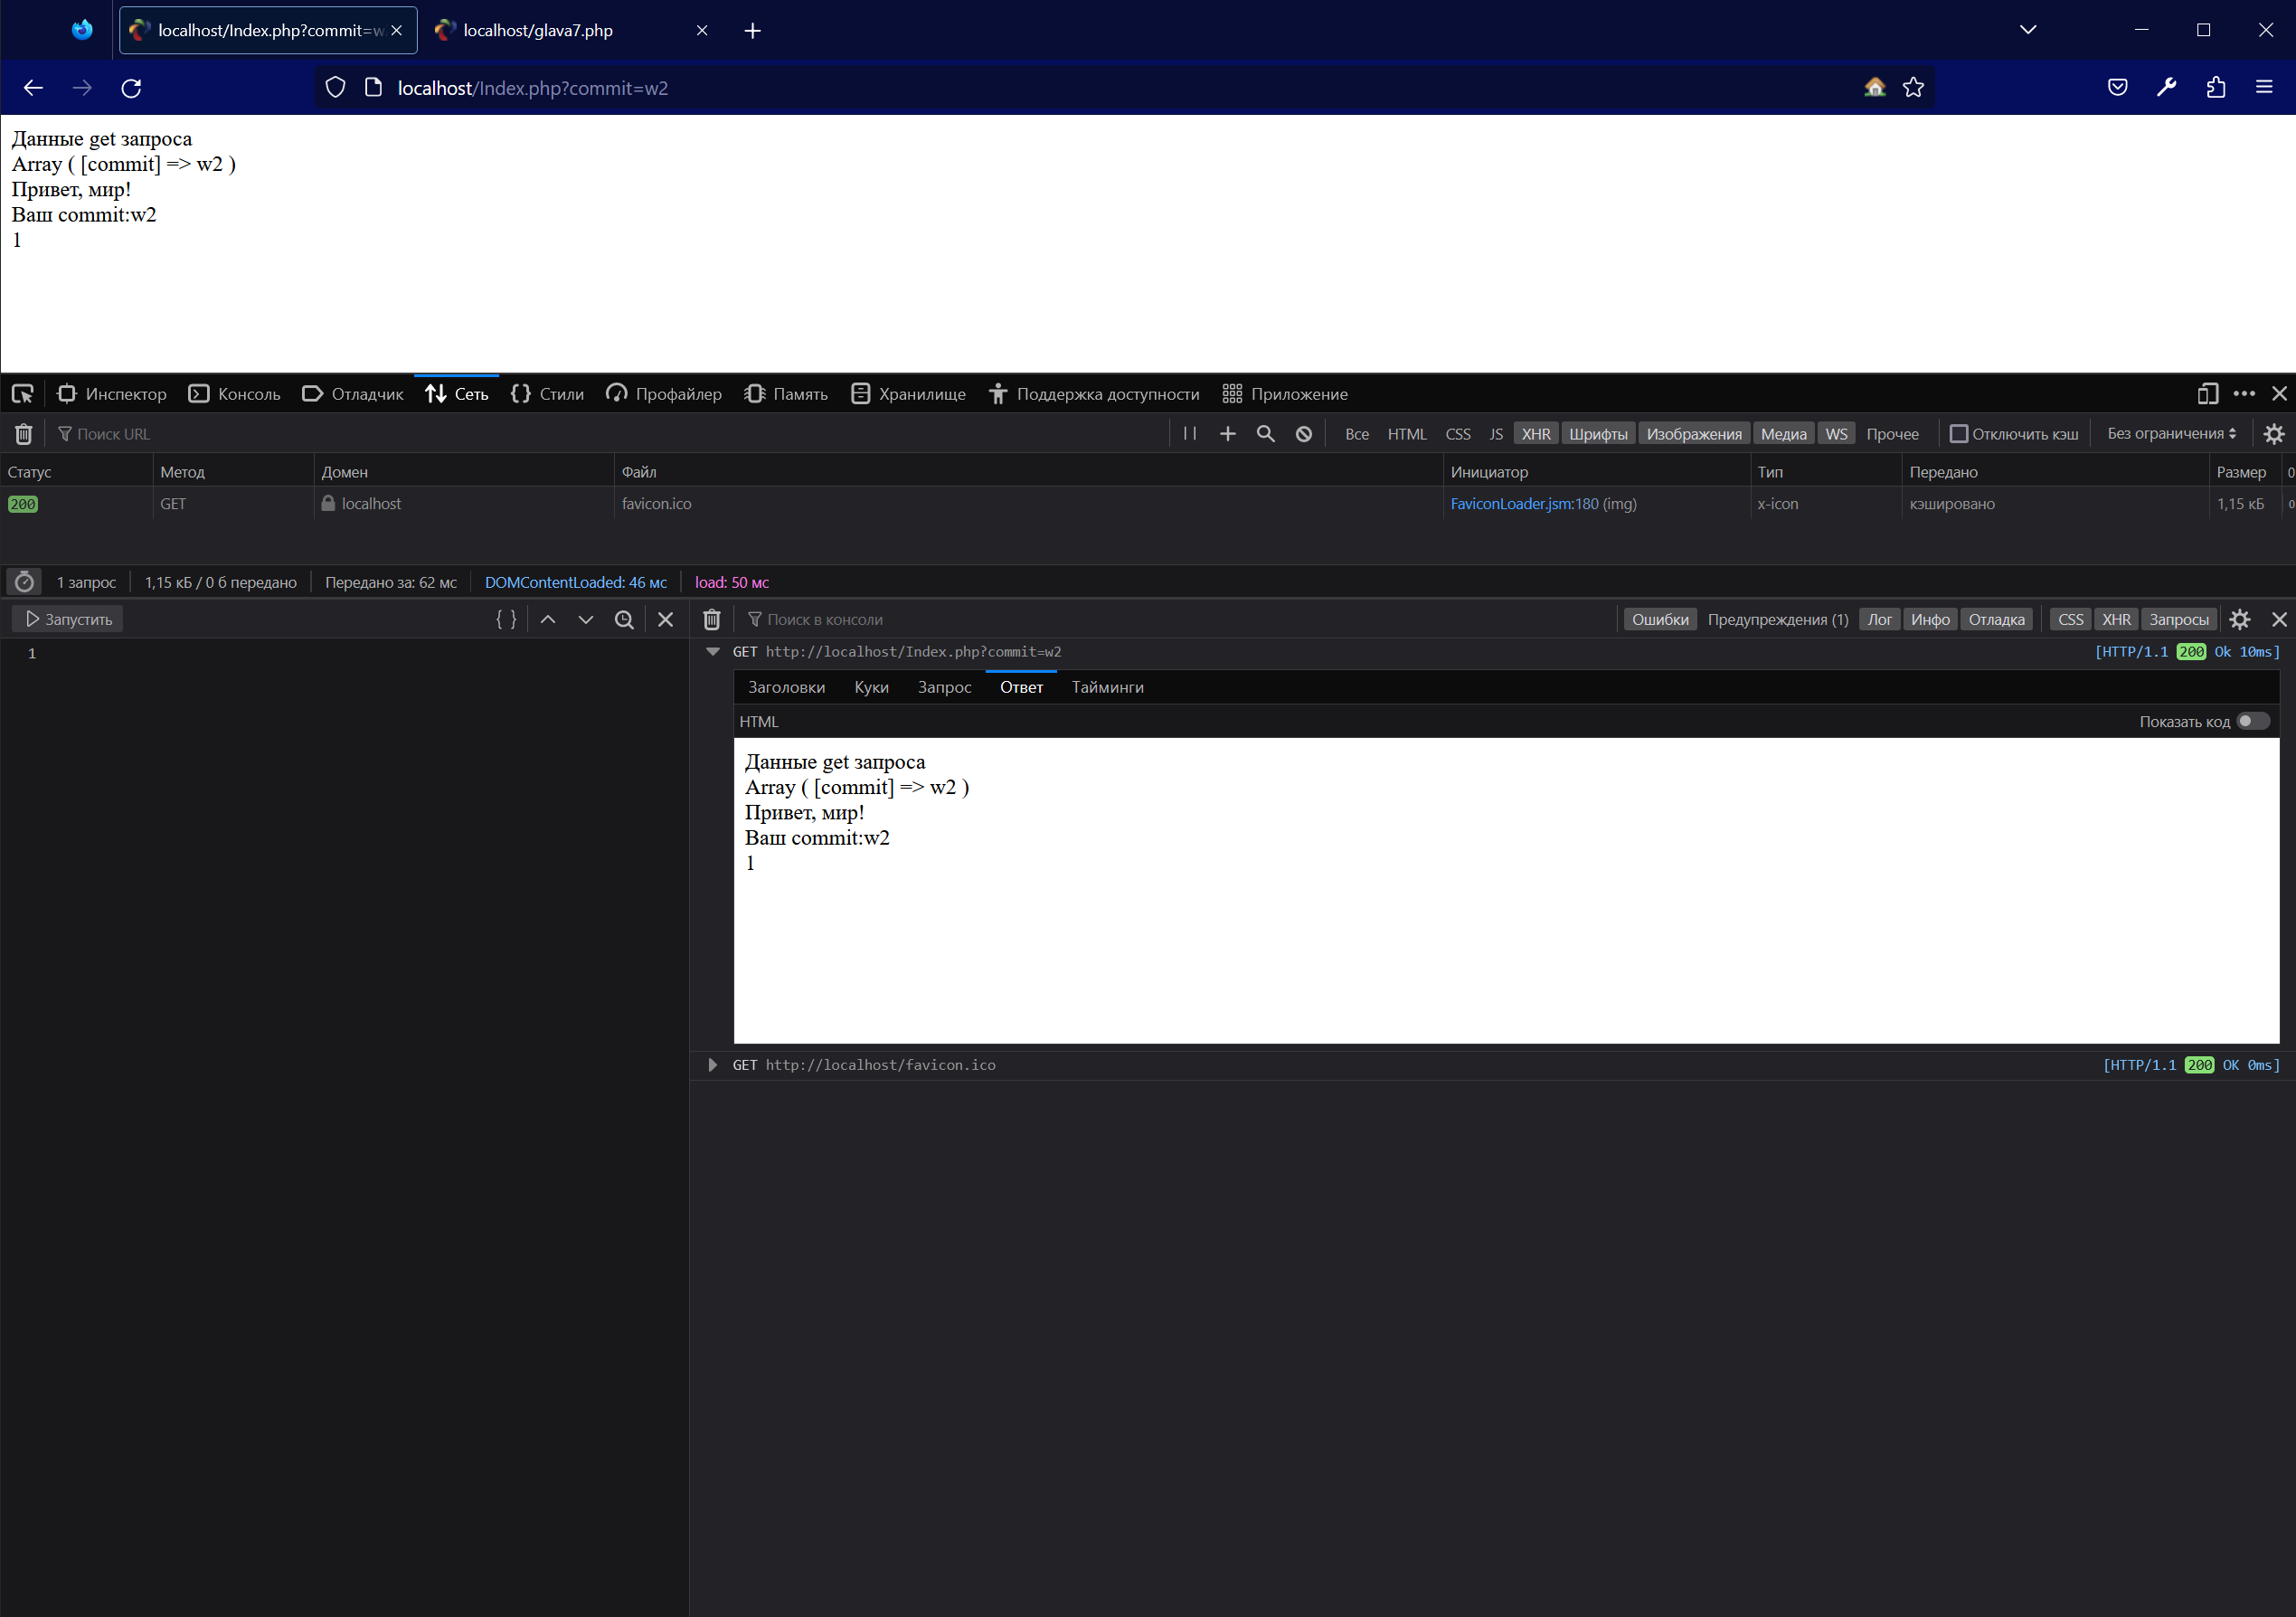 localhost/Index.php?commit=w
localhost/glava7.php
localhost/Index.php?commit=w2
Данные get запроса
Array ( [commit] => w2 )
Привет, мир!
Ваш commit:w2
1
Инспектор Консоль Отладчик Сеть Стили Профайлер Память Хранилище Поддержка доступности Приложение
Поиск URL Все HTML CSS JS XHR Шрифты Изображения Медиа WS Прочее Отключить кэш Без ограничения
Статус Метод Домен Файл Инициатор Тип Передано Размер 0
200 GET localhost favicon.ico FaviconLoader.jsm:180 (img) x-icon кэшировано 1,15 кБ 0
1 запрос 1,15 кБ / 0 б передано Передано за: 62 мс DOMContentLoaded: 46 мс load: 50 мс
Запустить Поиск в консоли Ошибки Предупреждения (1) Лог Инфо Отладка CSS XHR Запросы
1
GET http://localhost/Index.php?commit=w2 [HTTP/1.1 200 Ok 10ms]
Заголовки Куки Запрос Ответ Тайминги
HTML Показать код
Данные get запроса
Array ( [commit] => w2 )
Привет, мир!
Ваш commit:w2
1
GET http://localhost/favicon.ico [HTTP/1.1 200 OK 0ms]